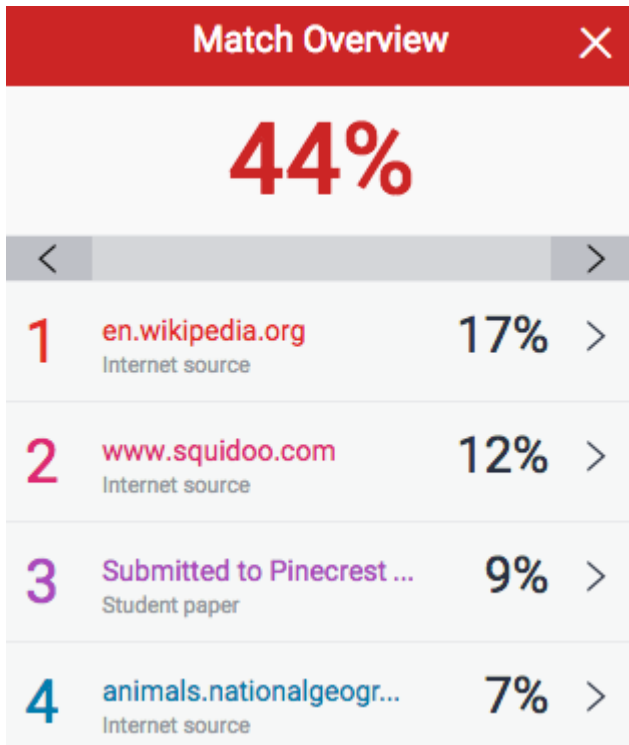 Match Overview
44%
1 en.wikipedia.org 17%
Internet source
2 www.squidoo.com 12%
Internet source
3 Submitted to Pinecrest ... 9%
Student paper
4 animals.nationalgeogr... 7%
Internet source